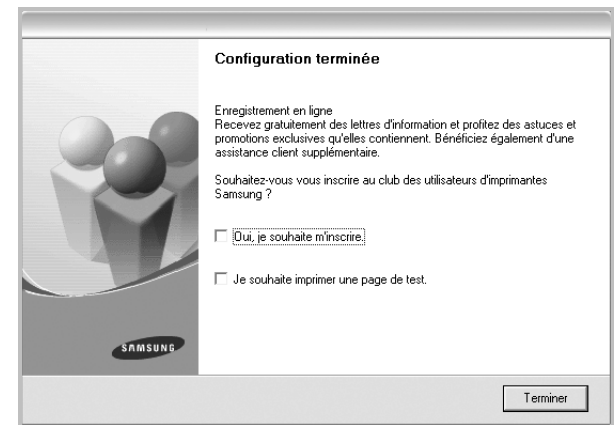 Configuration terminée
Enregistrement en ligne
Recevez gratuitement des lettres d'information et profitez des astuces et
promotions exclusives qu'elles contiennent. Bénéficiez également d'une
assistance client supplémentaire.
Souhaitez-vous vous inscrire au club des utilisateurs d'imprimantes
Samsung ?
Oui, je souhaite m'inscrire.
Je souhaite imprimer une page de test.
SAMSUNG
Terminer